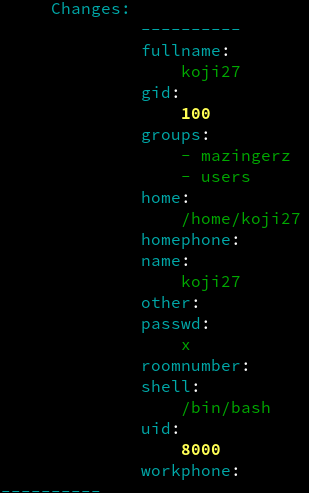 Changes:
----------
fullname:
koji27
gid:
100
groups:
- mazingerz
- users
home:
/home/koji27
homephone:
name:
koji27
other:
passwd:
x
roomnumber:
shell:
/bin/bash
uid:
8000
workphone:
----------